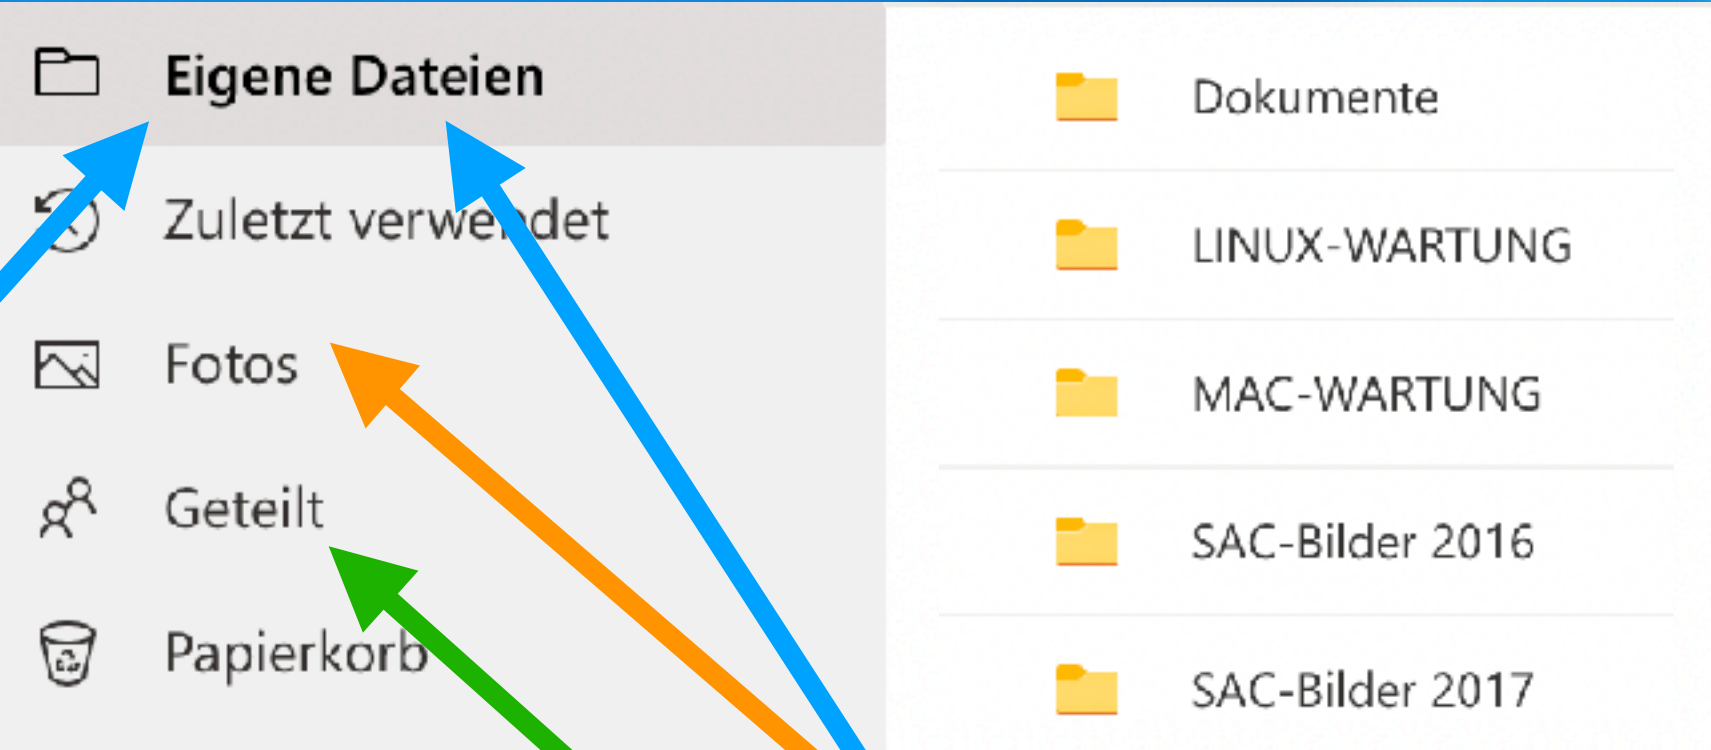 Eigene Dateien
Zuletzt verwendet
Fotos
Geteilt
Papierkorb
Dokumente
LINUX-WARTUNG
MAC-WARTUNG
SAC-Bilder 2016
SAC-Bilder 2017